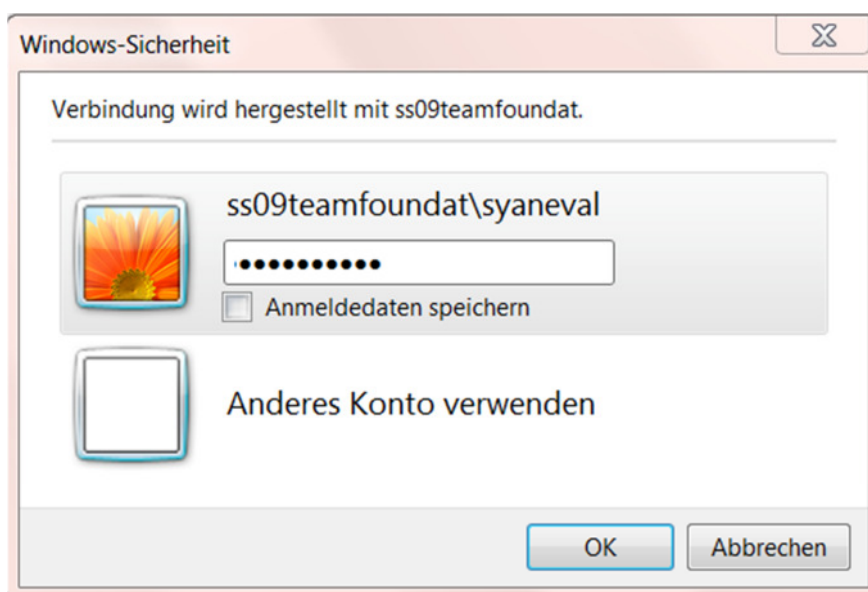 Windows-Sicherheit
Verbindung wird hergestellt mit ss09teamfoundat.
ss09teamfoundat\syaneval
●●●●●●●●●●
Anmeldedaten speichern
Anderes Konto verwenden
OK
Abbrechen